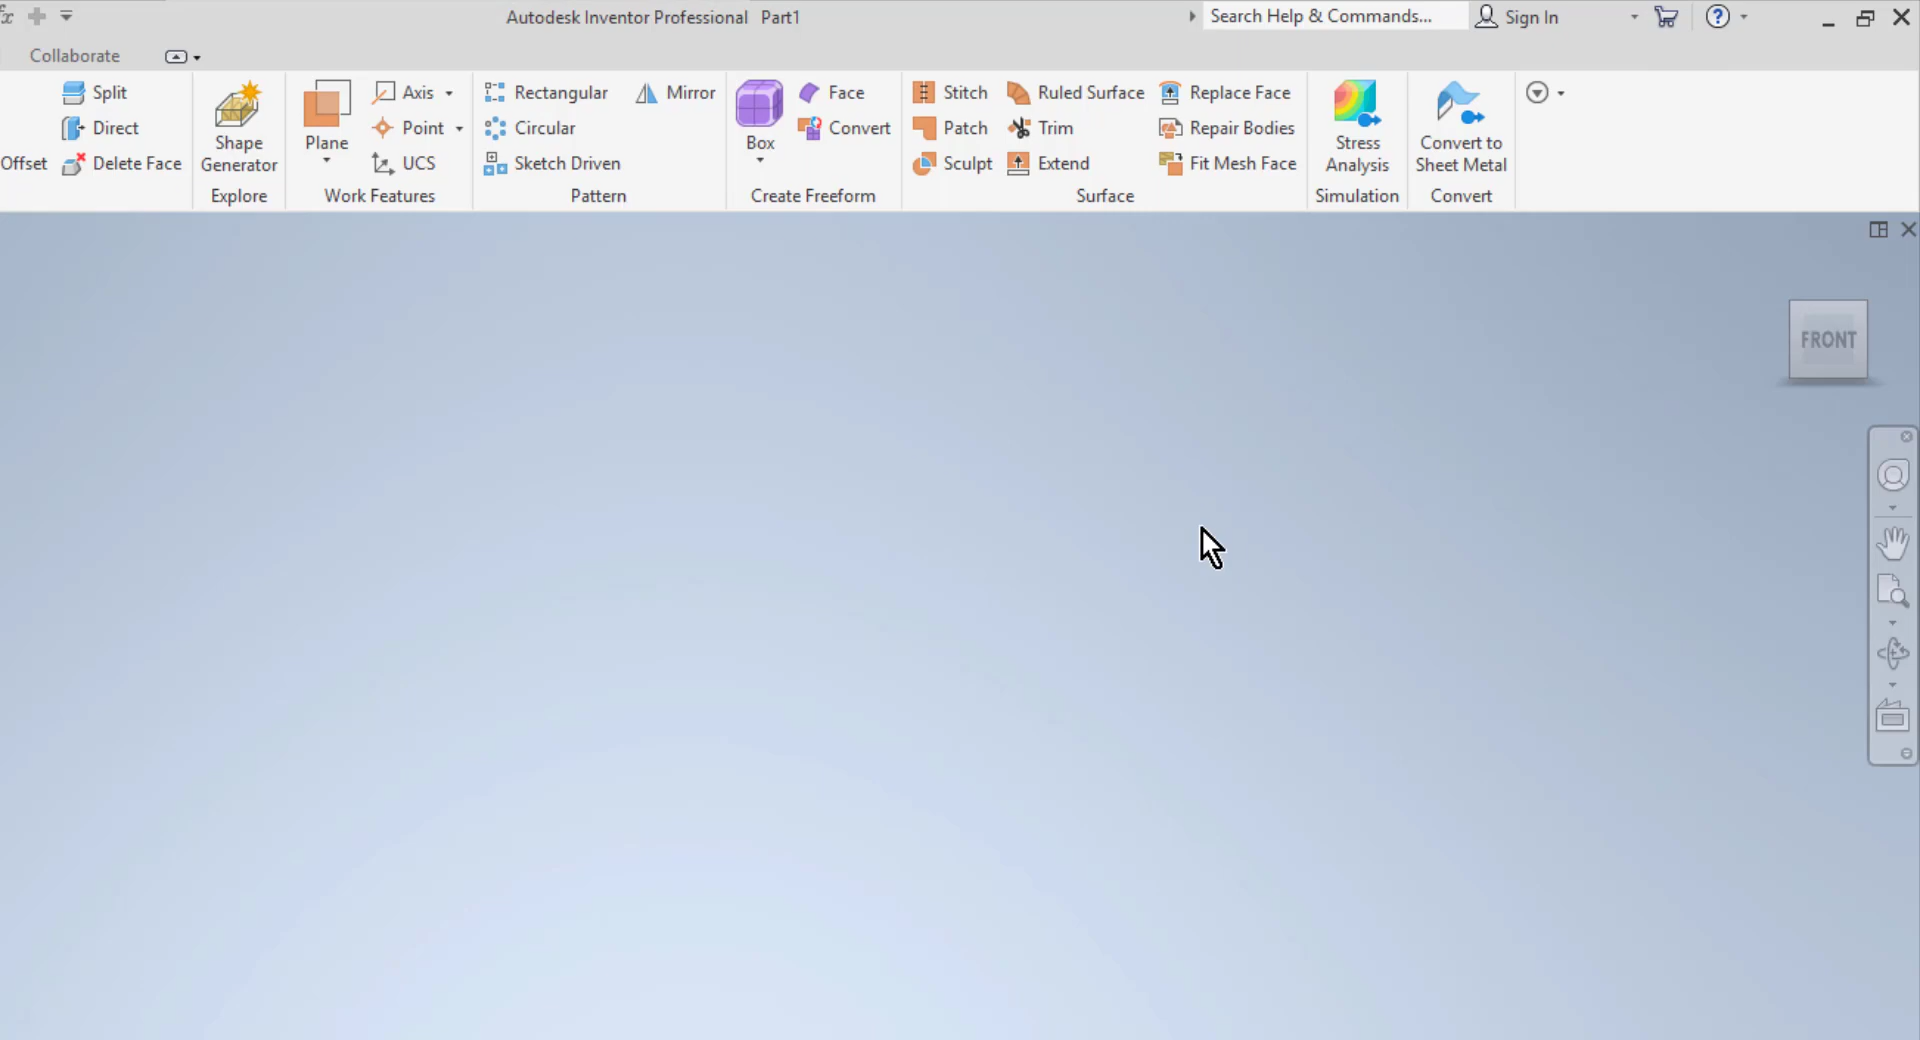 fx
Autodesk Inventor Professional Part1
Search Help & Commands...
Sign In
Collaborate
Split
Direct
Offset
Delete Face
Shape
Generator
Explore
Plane
Axis
Point
UCS
Work Features
Rectangular
Mirror
Circular
Sketch Driven
Pattern
Box
Face
Convert
Create Freeform
Stitch
Ruled Surface
Replace Face
Patch
Trim
Repair Bodies
Sculpt
Extend
Fit Mesh Face
Surface
Stress
Analysis
Simulation
Convert to
Sheet Metal
Convert
FRONT